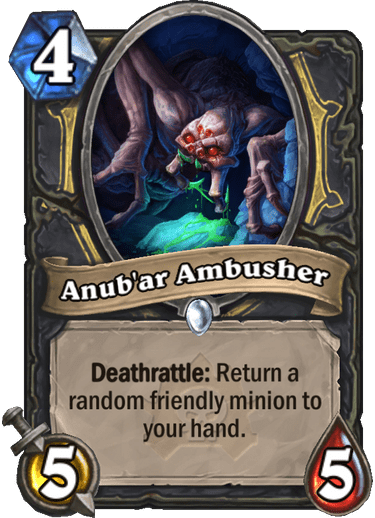 4
Anub'ar Ambusher
Deathrattle: Return a
random friendly minion to
your hand.
5
5